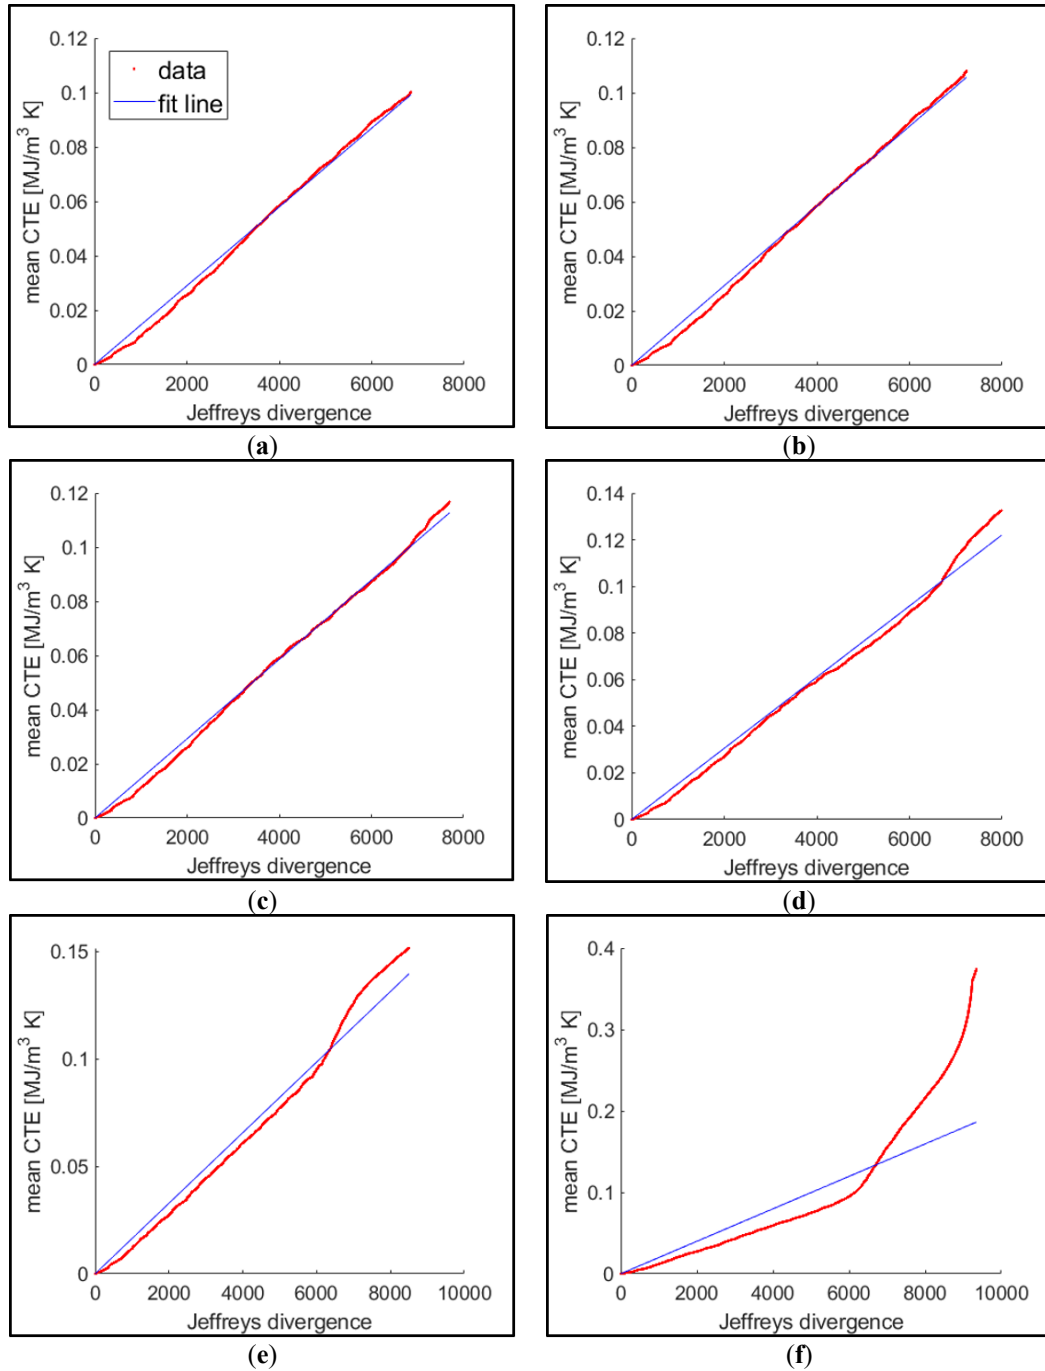 0.12
0.1
0.08
0.06
0.04
0.02
0
mean CTE [MJ/m³ K]
data
fit line
0 2000 4000 6000 8000
Jeffreys divergence
(a)
0.12
0.1
0.08
0.06
0.04
0.02
0
mean CTE [MJ/m³ K]
0 2000 4000 6000 8000
Jeffreys divergence
(b)
0.12
0.1
0.08
0.06
0.04
0.02
0
mean CTE [MJ/m³ K]
0 2000 4000 6000 8000
Jeffreys divergence
(c)
0.14
0.12
0.1
0.08
0.06
0.04
0.02
0
mean CTE [MJ/m³ K]
0 2000 4000 6000 8000
Jeffreys divergence
(d)
0.15
0.1
0.05
0
mean CTE [MJ/m³ K]
0 2000 4000 6000 8000 10000
Jeffreys divergence
(e)
0.4
0.3
0.2
0.1
0
mean CTE [MJ/m³ K]
0 2000 4000 6000 8000 10000
Jeffreys divergence
(f)